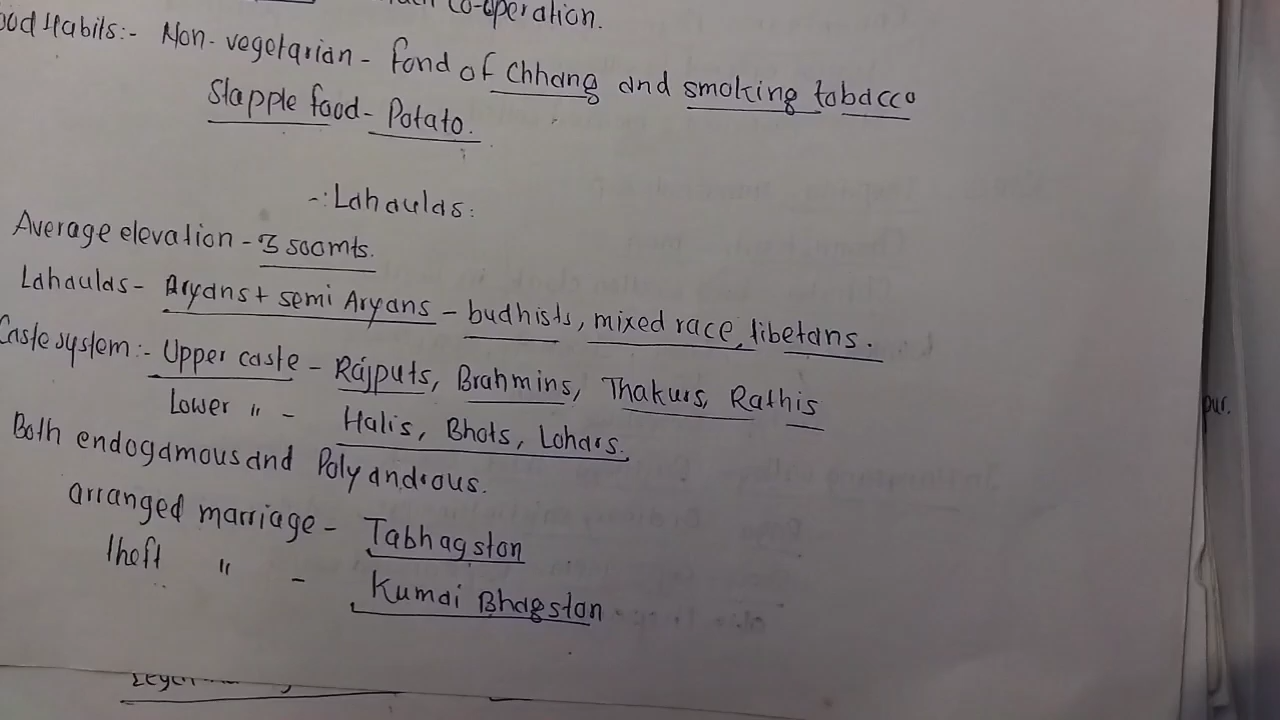 co-operation.
ood Habits:- Non-vegetarian - fond of Chhang and smoking tobacco
Stapple food - Potato.
-: Lahaulas:
Average elevation - 3500mts.
Lahaulas - Aryans + semi Aryans - budhists, mixed race, tibetans.
Caste system:- Upper caste - Rajputs, Brahmins, Thakurs, Rathis
Lower " - Halis, Bhots, Lohars.
Both endogamous and Polyandrous.
arranged marriage - Tabhagston
theft " - Kumai Bhagston
pur.